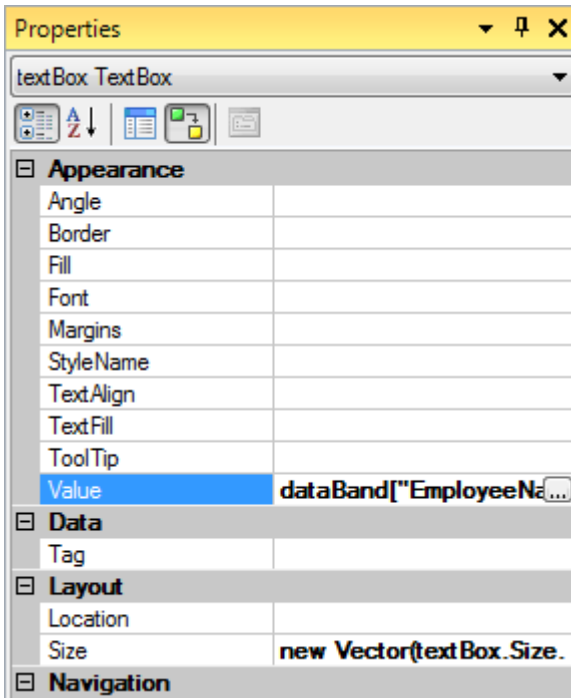 Properties
textBox TextBox
Appearance
Angle
Border
Fill
Font
Margins
StyleName
TextAlign
TextFill
ToolTip
Value dataBand["EmployeeNa ...
Data
Tag
Layout
Location
Size new Vector(textBox.Size.
Navigation